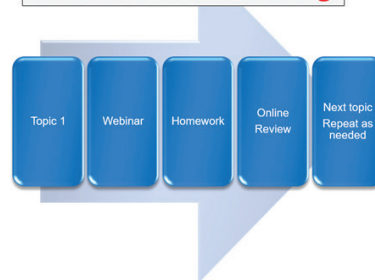 Topic 1
Webinar
Homework
Online
Review
Next topic
Repeat as
needed